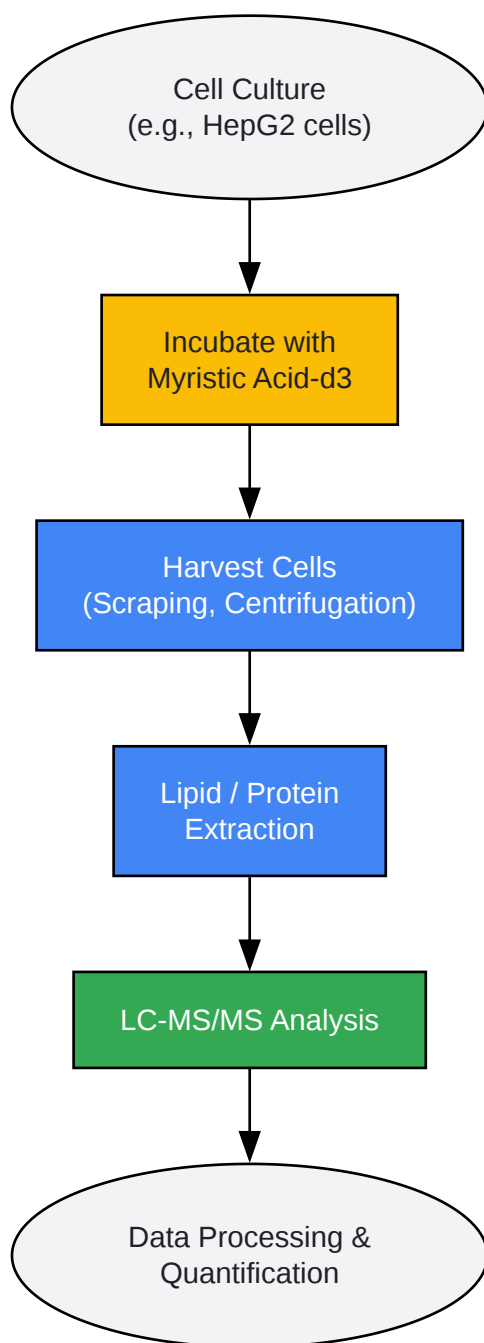 Cell Culture
(e.g., HepG2 cells)
Incubate with
Myristic Acid-d3
Harvest Cells
(Scraping, Centrifugation)
Lipid / Protein
Extraction
LC-MS/MS Analysis
Data Processing &
Quantification